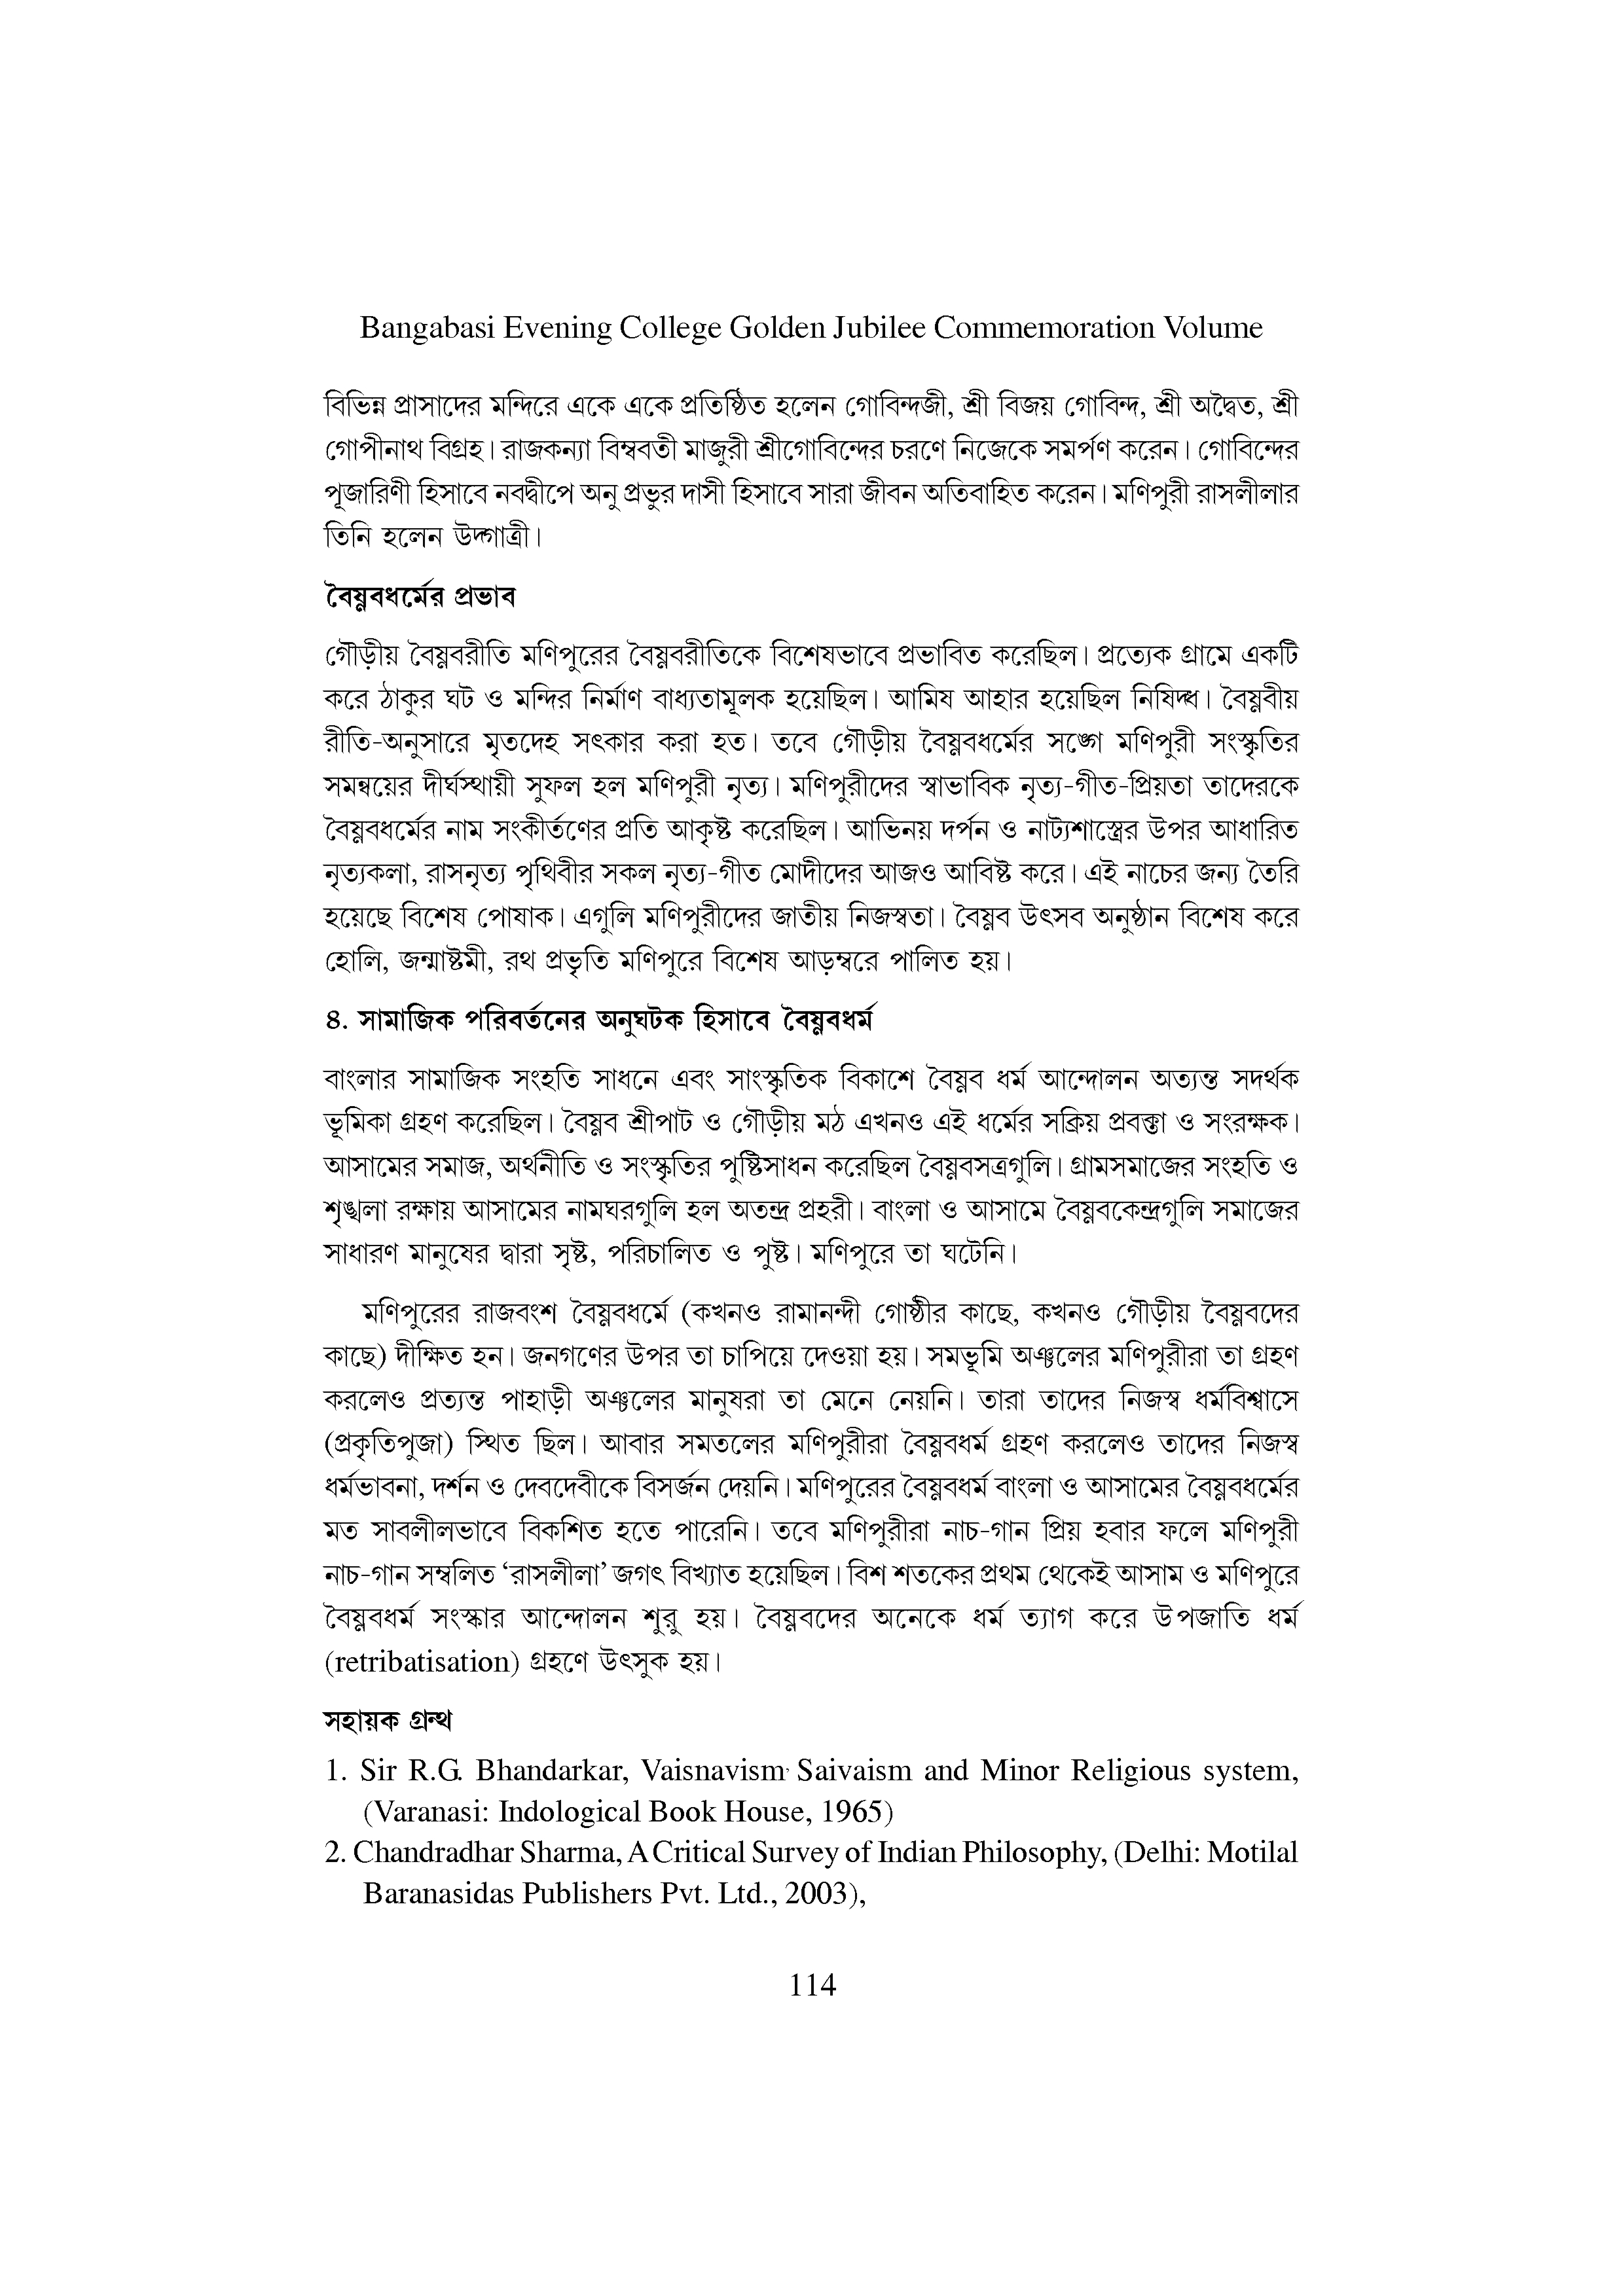 Bangabasi Evening College Golden Jubilee Commemoration Volume
বিভিন্ন প্রাসাদের মন্দিরে একে একে প্রতিষ্ঠিত হলেন গোবিন্দজী, শ্রী বিজয় গোবিন্দ, শ্রী অদ্বৈত, শ্রী
গোপীনাথ বিগ্রহ। রাজকন্যা বিম্ববতী মাজুরী শ্রীগোবিন্দের চরণে নিজেকে সমর্পণ করেন। গোবিন্দের
পূজারিণী হিসাবে নবদ্বীপে অনু প্রভুর দাসী হিসাবে সারা জীবন অতিবাহিত করেন। মণিপুরী রাসলীলার
তিনি হলেন উদ্গাত্রী।
বৈষ্ণবধর্মের প্রভাব
গৌড়ীয় বৈষ্ণবরীতি মণিপুরের বৈষ্ণবরীতিকে বিশেষভাবে প্রভাবিত করেছিল। প্রত্যেক গ্রামে একটি
করে ঠাকুর ঘট ও মন্দির নির্মাণ বাধ্যতামূলক হয়েছিল। আমিষ আহার হয়েছিল নিষিদ্ধ। বৈষ্ণবীয়
রীতি-অনুসারে মৃতদেহ সৎকার করা হত। তবে গৌড়ীয় বৈষ্ণবধর্মের সঙ্গে মণিপুরী সংস্কৃতির
সমন্বয়ের দীর্ঘস্থায়ী সুফল হল মণিপুরী নৃত্য। মণিপুরীদের স্বাভাবিক নৃত্য-গীত-প্রিয়তা তাদেরকে
বৈষ্ণবধর্মের নাম সংকীর্তণের প্রতি আকৃষ্ট করেছিল। আভিনয় দর্পন ও নাট্যশাস্ত্রের উপর আধারিত
নৃত্যকলা, রাসনৃত্য পৃথিবীর সকল নৃত্য-গীত মোদীদের আজও আবিষ্ট করে। এই নাচের জন্য তৈরি
হয়েছে বিশেষ পোষাক। এগুলি মণিপুরীদের জাতীয় নিজস্বতা। বৈষ্ণব উৎসব অনুষ্ঠান বিশেষ করে
হোলি, জন্মাষ্টমী, রথ প্রভৃতি মণিপুরে বিশেষ আড়ম্বরে পালিত হয়।
৪. সামাজিক পরিবর্তনের অনুঘটক হিসাবে বৈষ্ণবধর্ম
বাংলার সামাজিক সংহতি সাধনে এবং সাংস্কৃতিক বিকাশে বৈষ্ণব ধর্ম আন্দোলন অত্যন্ত সদর্থক
ভূমিকা গ্রহণ করেছিল। বৈষ্ণব শ্রীপাট ও গৌড়ীয় মঠ এখনও এই ধর্মের সক্রিয় প্রবক্তা ও সংরক্ষক।
আসামের সমাজ, অর্থনীতি ও সংস্কৃতির পুষ্টিসাধন করেছিল বৈষ্ণবসত্রগুলি। গ্রামসমাজের সংহতি ও
শৃঙ্খলা রক্ষায় আসামের নামঘরগুলি হল অতন্দ্র প্রহরী। বাংলা ও আসামে বৈষ্ণবকেন্দ্রগুলি সমাজের
সাধারণ মানুষের দ্বারা সৃষ্ট, পরিচালিত ও পুষ্ট। মণিপুরে তা ঘটেনি।
মণিপুরের রাজবংশ বৈষ্ণবধর্মে (কখনও রামানন্দী গোষ্ঠীর কাছে, কখনও গৌড়ীয় বৈষ্ণবদের
কাছে) দীক্ষিত হন। জনগণের উপর তা চাপিয়ে দেওয়া হয়। সমভূমি অঞ্চলের মণিপুরীরা তা গ্রহণ
করলেও প্রত্যন্ত পাহাড়ী অঞ্চলের মানুষরা তা মেনে নেয়নি। তারা তাদের নিজস্ব ধর্মবিশ্বাসে
(প্রকৃতিপুজা) স্থিত ছিল। আবার সমতলের মণিপুরীরা বৈষ্ণবধর্ম গ্রহণ করলেও তাদের নিজস্ব
ধর্মভাবনা, দর্শন ও দেবদেবীকে বিসর্জন দেয়নি। মণিপুরের বৈষ্ণবধর্ম বাংলা ও আসামের বৈষ্ণবধর্মের
মত সাবলীলভাবে বিকশিত হতে পারেনি। তবে মণিপুরীরা নাচ-গান প্রিয় হবার ফলে মণিপুরী
নাচ-গান সম্বলিত ‘রাসলীলা’ জগৎ বিখ্যাত হয়েছিল। বিশ শতকের প্রথম থেকেই আসাম ও মণিপুরে
বৈষ্ণবধর্ম সংস্কার আন্দোলন শুরু হয়। বৈষ্ণবদের অনেকে ধর্ম ত্যাগ করে উপজাতি ধর্ম
(retribatisation) গ্রহণে উৎসুক হয়।
সহায়ক গ্রন্থ
1. Sir R.G. Bhandarkar, Vaisnavism, Saivaism and Minor Religious system,
(Varanasi: Indological Book House, 1965)
2. Chandradhar Sharma, A Critical Survey of Indian Philosophy, (Delhi: Motilal
Baranasidas Publishers Pvt. Ltd., 2003),
114